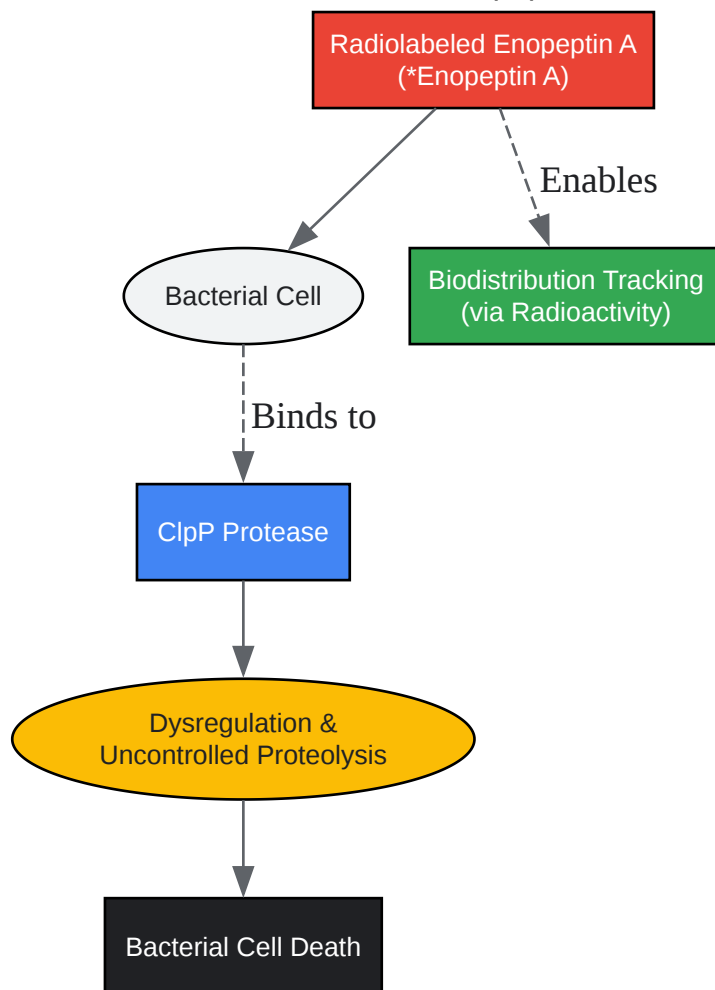 Radiolabeled Enopeptin A
(*Enopeptin A)
Enables
Bacterial Cell
Biodistribution Tracking
(via Radioactivity)
Binds to
ClpP Protease
Dysregulation &
Uncontrolled Proteolysis
Bacterial Cell Death